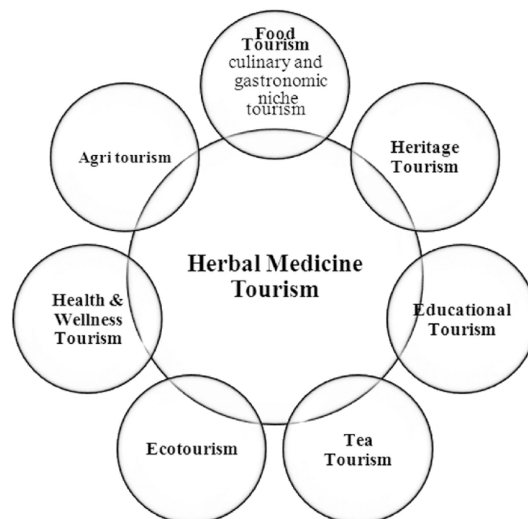 Food
Tourism
culinary and
gastronomic
niche
tourism
Agri tourism
Heritage
Tourism
Herbal Medicine
Tourism
Health &
Wellness
Tourism
Educational
Tourism
Ecotourism
Tea
Tourism